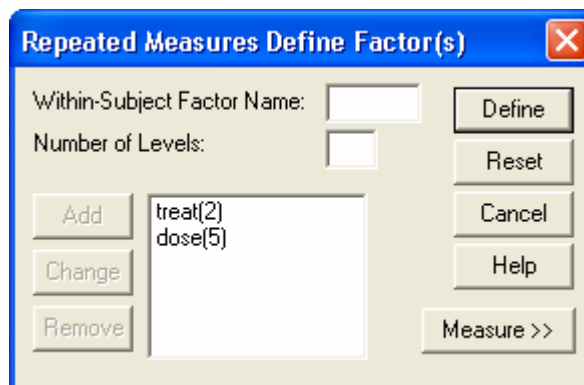 Repeated Measures Define Factor(s)
Within-Subject Factor Name:
Define
Number of Levels:
Reset
Add
treat(2)
Cancel
dose(5)
Change
Help
Remove
Measure >>